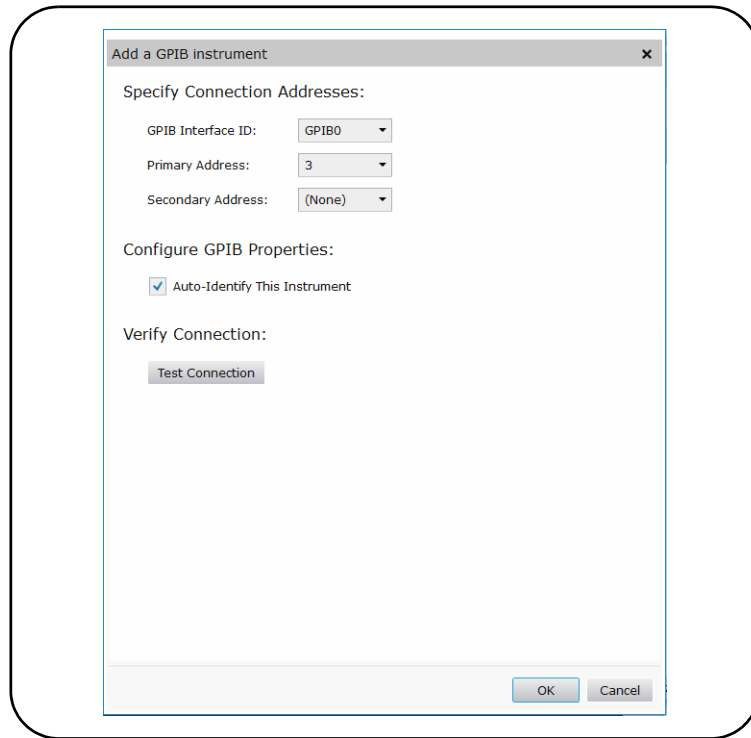 Add a GPIB instrument
Specify Connection Addresses:
GPIB Interface ID: GPIB0
Primary Address: 3
Secondary Address: (None)
Configure GPIB Properties:
Auto-Identify This Instrument
Verify Connection:
Test Connection
OK Cancel